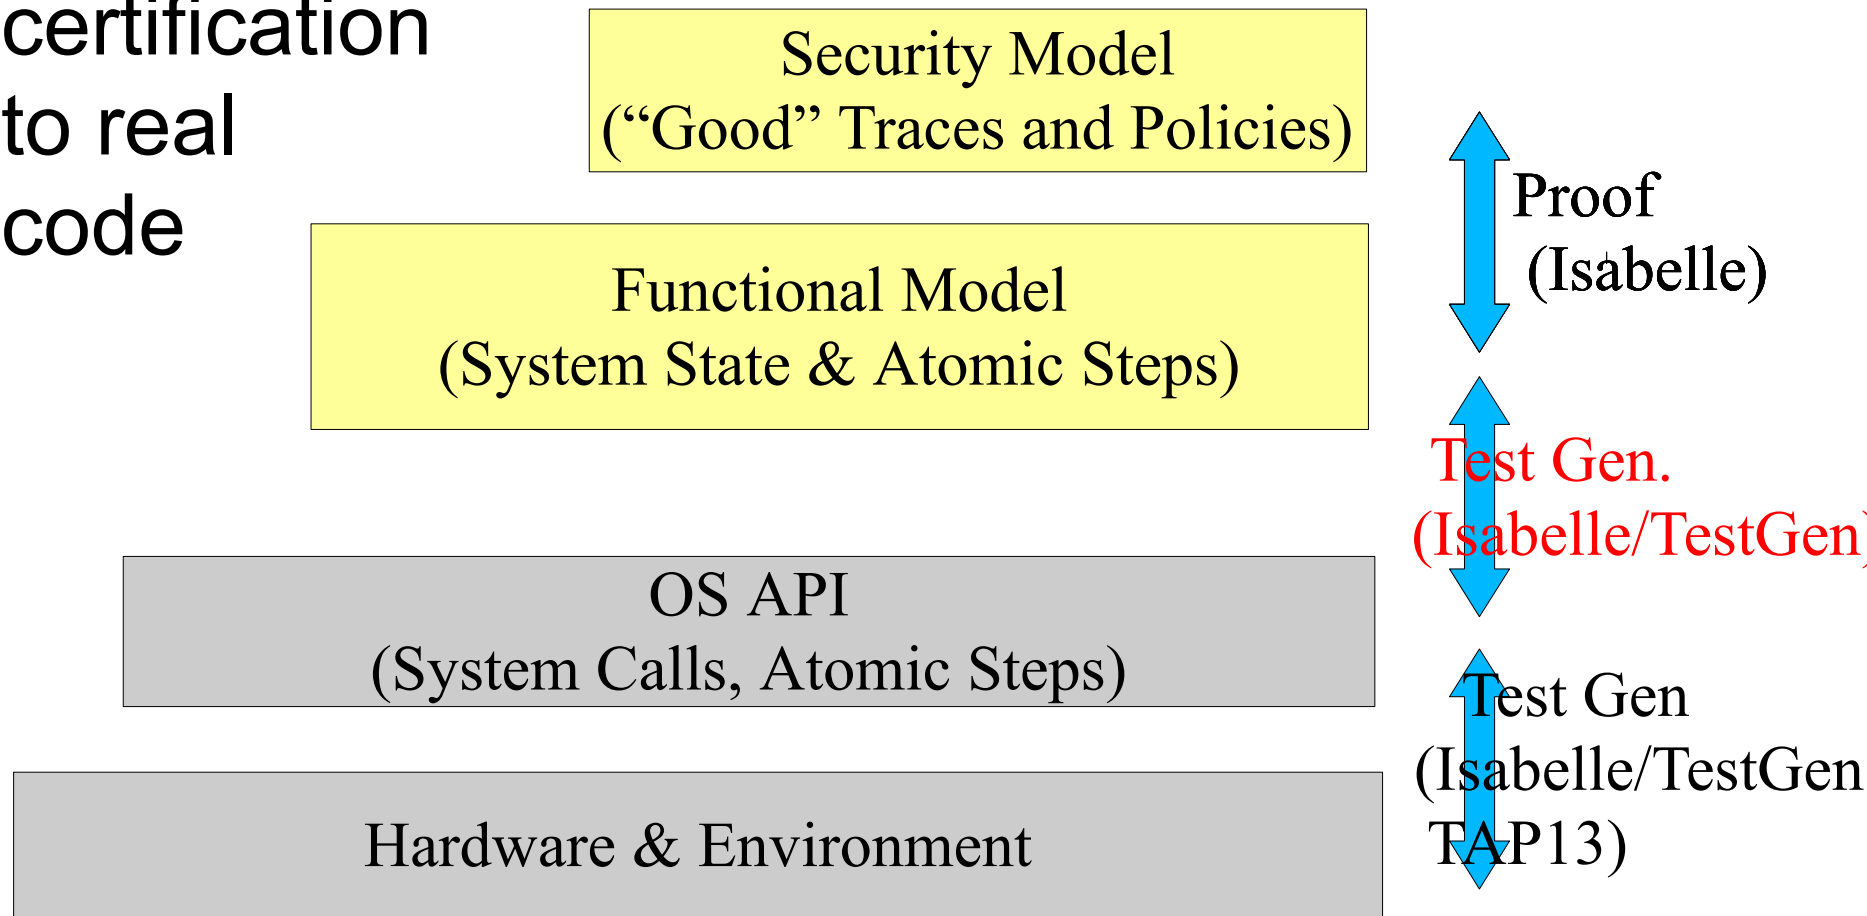 certification
to real
code
Security Model
(“Good” Traces and Policies)
Proof
(Isabelle)
Functional Model
(System State & Atomic Steps)
Test Gen.
(Isabelle/TestGen)
OS API
(System Calls, Atomic Steps)
Test Gen
(Isabelle/TestGen
TAP13)
Hardware & Environment